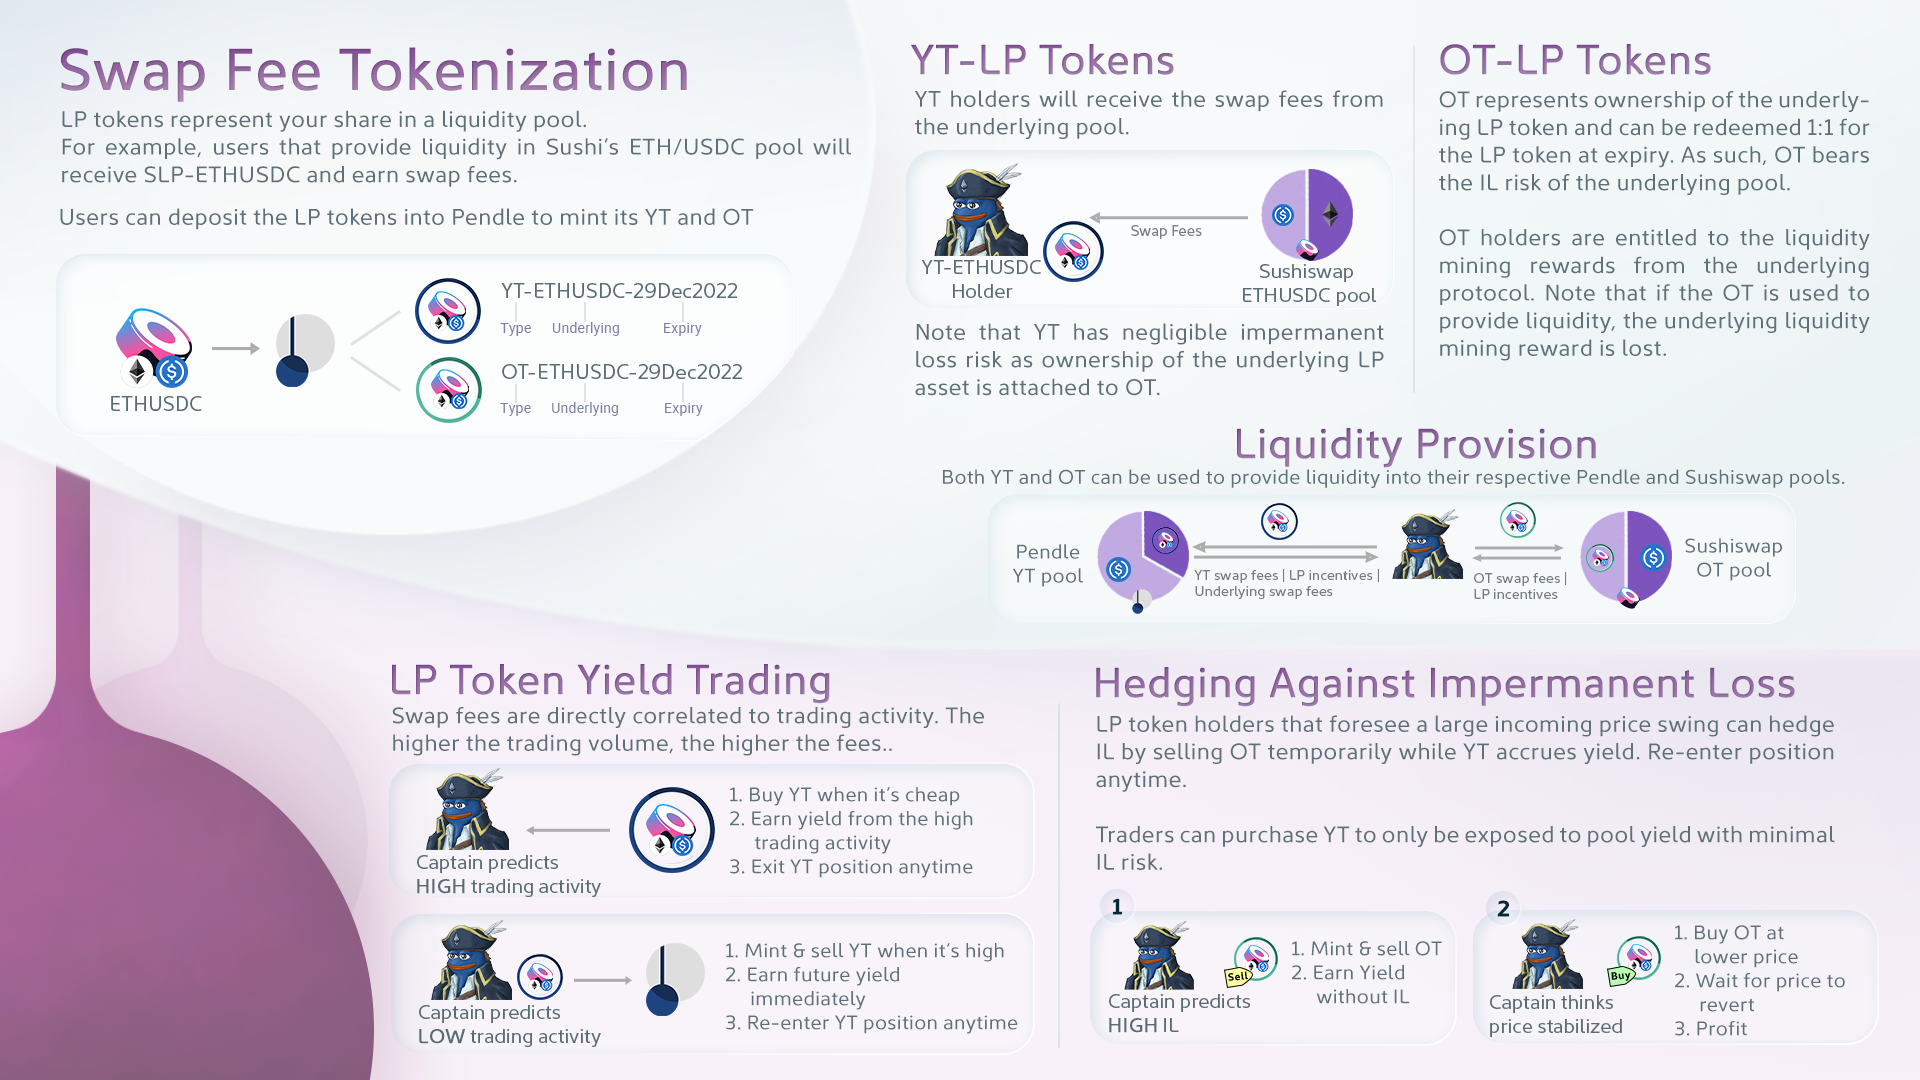 Swap Fee Tokenization
LP tokens represent your share in a liquidity pool.
For example, users that provide liquidity in Sushi's ETH/USDC pool will
receive SLP-ETHUSDC and earn swap fees.
Users can deposit the LP tokens into Pendle to mint its YT and OT
ETHUSDC
YT-ETHUSDC-29Dec2022
Type Underlying Expiry
OT-ETHUSDC-29Dec2022
Type Underlying Expiry
YT-LP Tokens
YT holders will receive the swap fees from
the underlying pool.
YT-ETHUSDC
Holder
Swap Fees
Sushiswap
ETHUSDC pool
Note that YT has negligible impermanent
loss risk as ownership of the underlying LP
asset is attached to OT.
OT-LP Tokens
OT represents ownership of the underly-
ing LP token and can be redeemed 1:1 for
the LP token at expiry. As such, OT bears
the IL risk of the underlying pool.
OT holders are entitled to the liquidity
mining rewards from the underlying
protocol. Note that if the OT is used to
provide liquidity, the underlying liquidity
mining reward is lost.
Liquidity Provision
Both YT and OT can be used to provide liquidity into their respective Pendle and Sushiswap pools.
Pendle
YT pool
YT swap fees | LP incentives |
Underlying swap fees
OT swap fees |
LP incentives
Sushiswap
OT pool
LP Token Yield Trading
Swap fees are directly correlated to trading activity. The
higher the trading volume, the higher the fees..
Captain predicts
HIGH trading activity
1. Buy YT when it's cheap
2. Earn yield from the high
trading activity
3. Exit YT position anytime
Captain predicts
LOW trading activity
1. Mint & sell YT when it's high
2. Earn future yield
immediately
3. Re-enter YT position anytime
Hedging Against Impermanent Loss
LP token holders that foresee a large incoming price swing can hedge
IL by selling OT temporarily while YT accrues yield. Re-enter position
anytime.
Traders can purchase YT to only be exposed to pool yield with minimal
IL risk.
1
Captain predicts
HIGH IL
Sell
1. Mint & sell OT
2. Earn Yield
without IL
2
Captain thinks
price stabilized
Buy
1. Buy OT at
lower price
2. Wait for price to
revert
3. Profit